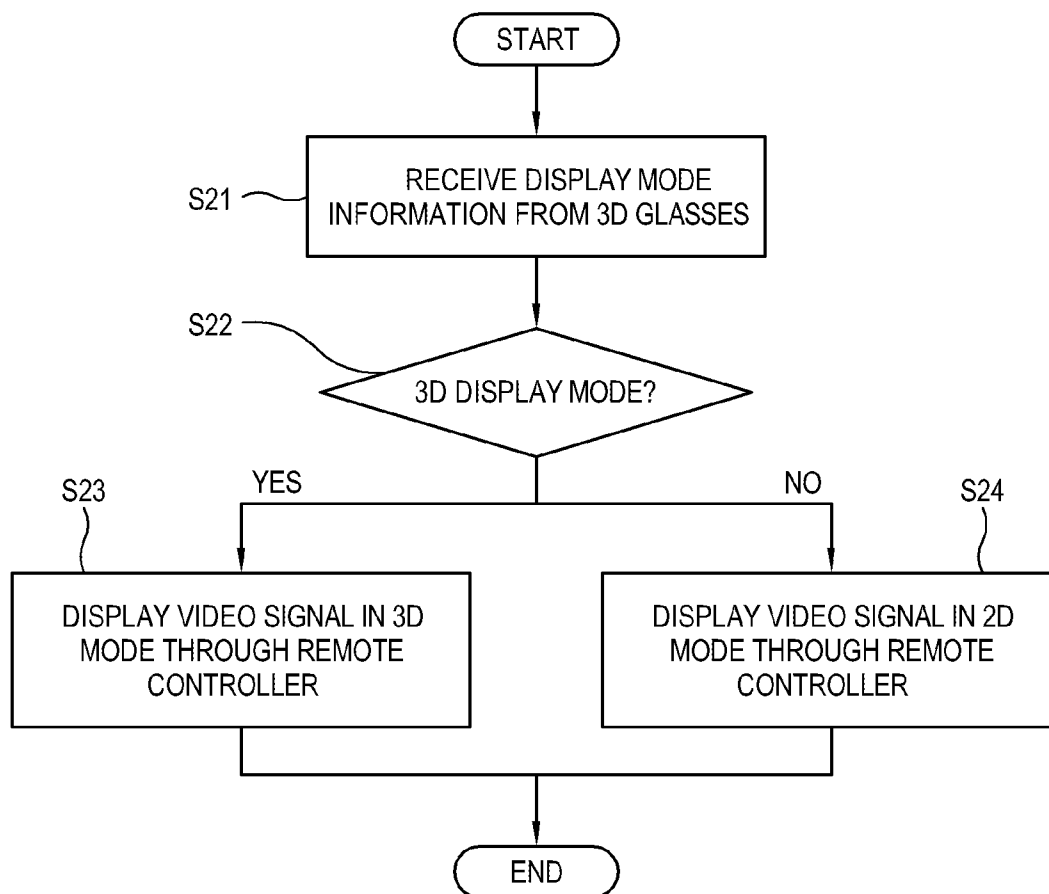 START
S21
RECEIVE DISPLAY MODE
INFORMATION FROM 3D GLASSES
S22
3D DISPLAY MODE?
YES
NO
S23
S24
DISPLAY VIDEO SIGNAL IN 3D
MODE THROUGH REMOTE
CONTROLLER
DISPLAY VIDEO SIGNAL IN 2D
MODE THROUGH REMOTE
CONTROLLER
END